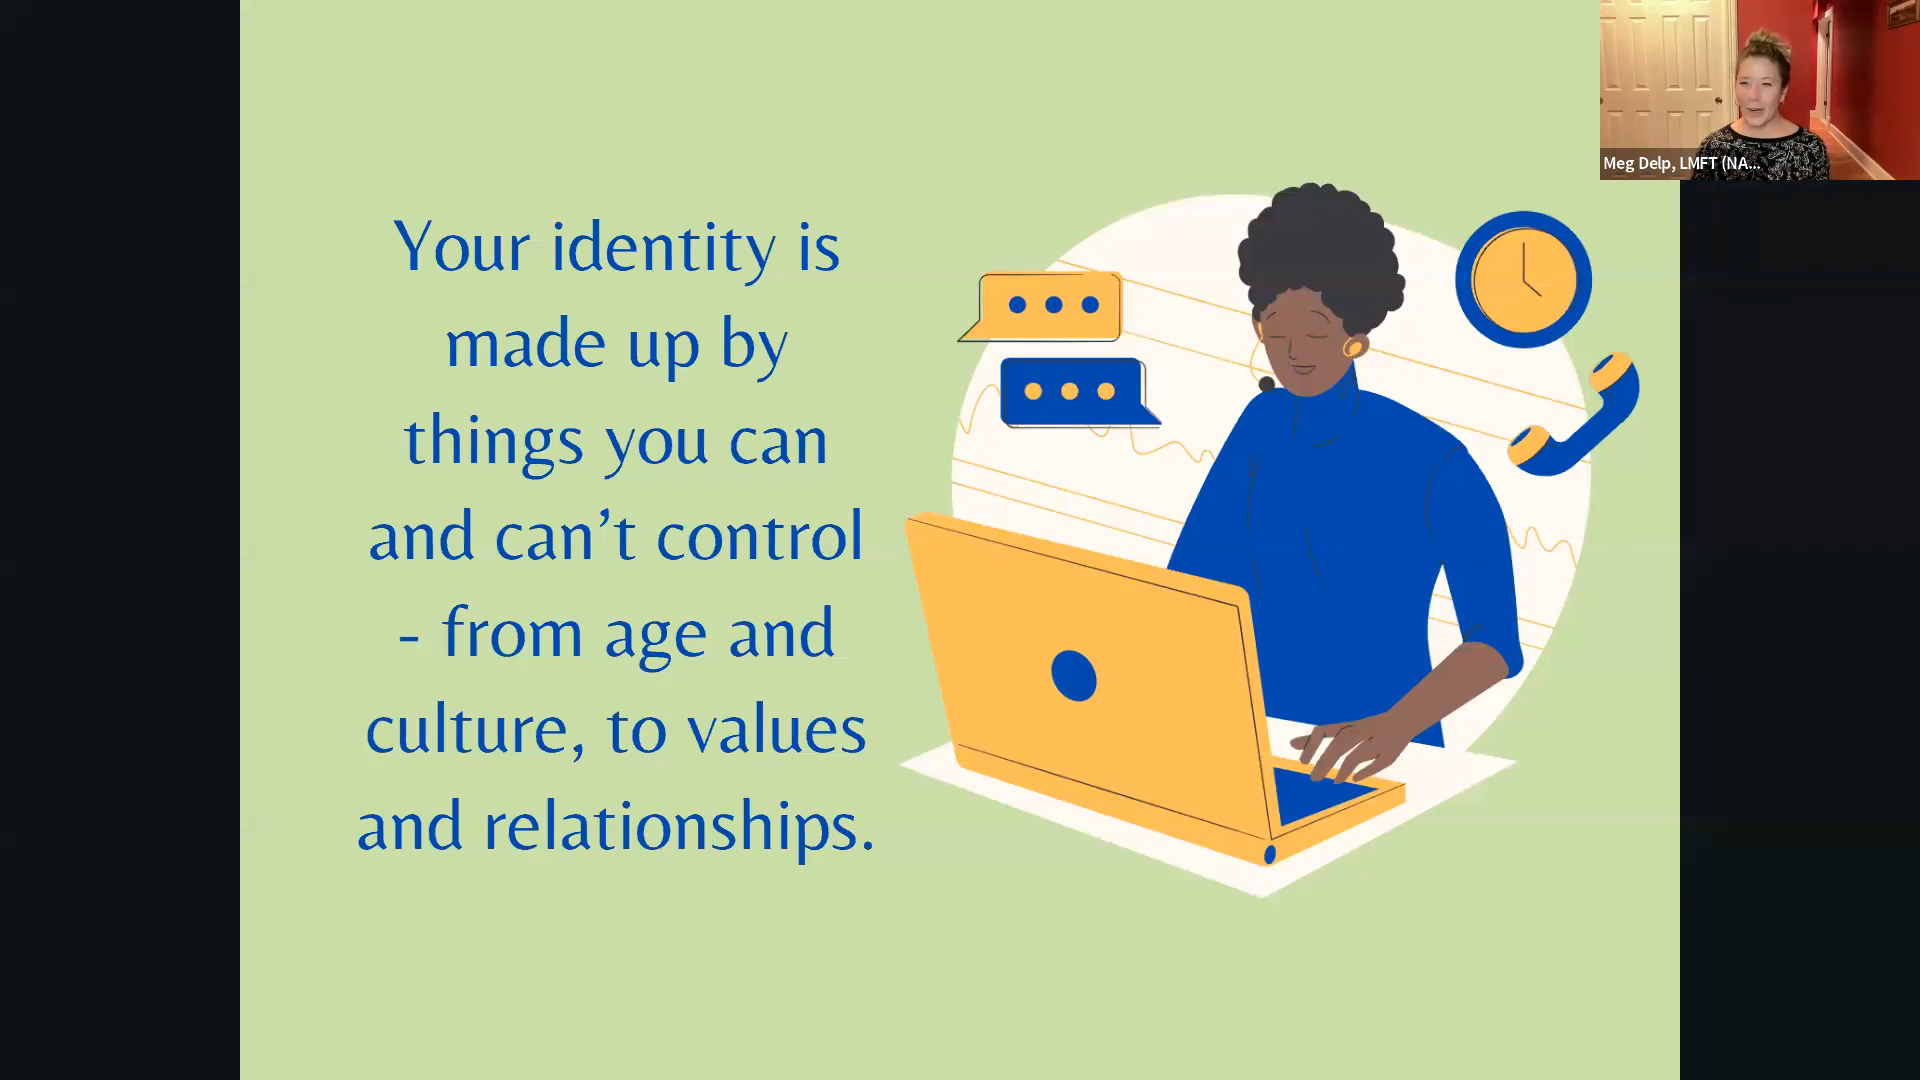 Your identity is
made up by
things you can
and can’t control
- from age and
culture, to values
and relationships.
Meg Delp, LMFT (NA...